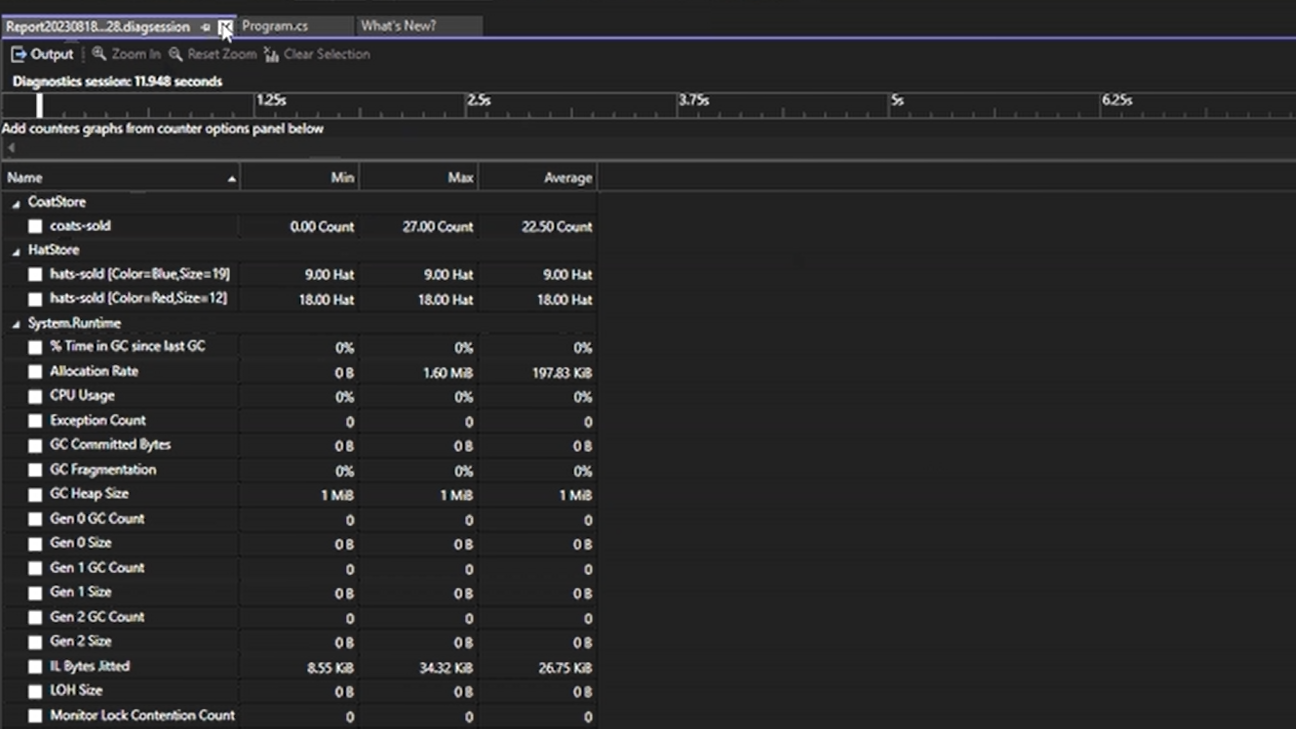 Report20230818...28.diagsession Program.cs What's New?
Output Zoom In Reset Zoom Clear Selection
Diagnostics session: 11.948 seconds
1.25s 2.5s 3.75s 5s 6.25s
Add counters graphs from counter options panel below
Name Min Max Average
CoatStore
coats-sold 0.00 Count 27.00 Count 22.50 Count
HatStore
hats-sold [Color=Blue,Size=19] 9.00 Hat 9.00 Hat 9.00 Hat
hats-sold [Color=Red,Size=12] 18.00 Hat 18.00 Hat 18.00 Hat
System.Runtime
% Time in GC since last GC 0% 0% 0%
Allocation Rate 0 B 1.60 MiB 197.83 KiB
CPU Usage 0% 0% 0%
Exception Count 0 0 0
GC Committed Bytes 0 B 0 B 0 B
GC Fragmentation 0% 0% 0%
GC Heap Size 1 MiB 1 MiB 1 MiB
Gen 0 GC Count 0 0 0
Gen 0 Size 0 B 0 B 0 B
Gen 1 GC Count 0 0 0
Gen 1 Size 0 B 0 B 0 B
Gen 2 GC Count 0 0 0
Gen 2 Size 0 B 0 B 0 B
IL Bytes Jitted 8.55 KiB 34.32 KiB 26.75 KiB
LOH Size 0 B 0 B 0 B
Monitor Lock Contention Count 0 0 0